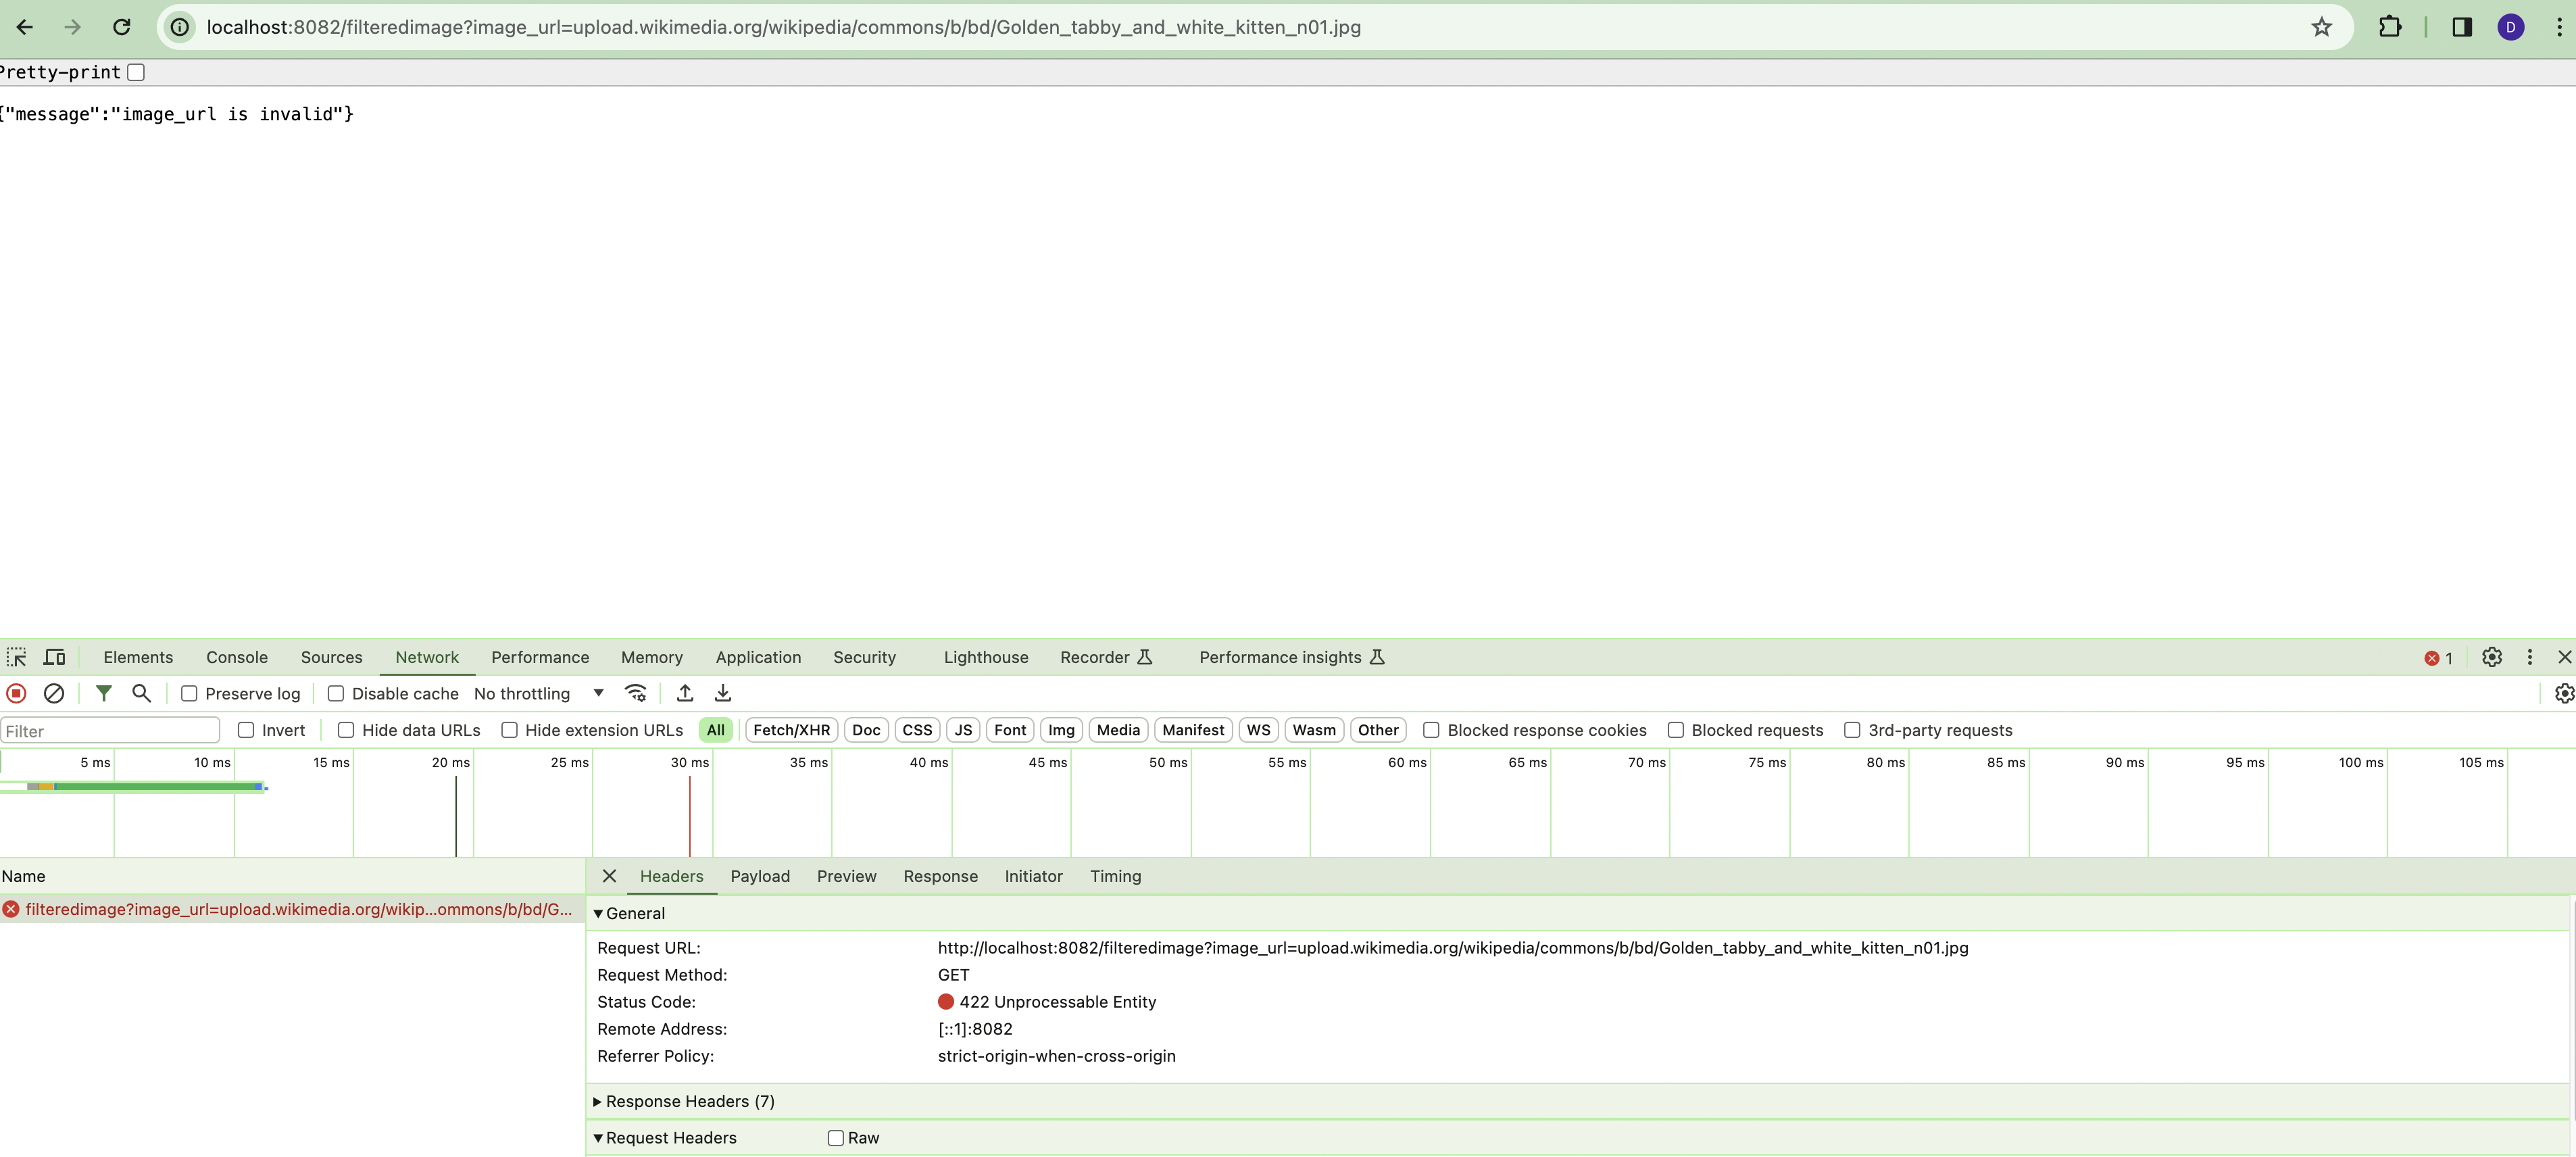 localhost:8082/filteredimage?image_url=upload.wikimedia.org/wikipedia/commons/b/bd/Golden_tabby_and_white_kitten_n01.jpg
D
Pretty-print
{"message":"image_url is invalid"}
Elements Console Sources Network Performance Memory Application Security Lighthouse Recorder Performance insights 1
Preserve log Disable cache No throttling
Filter Invert Hide data URLs Hide extension URLs All Fetch/XHR Doc CSS JS Font Img Media Manifest WS Wasm Other Blocked response cookies Blocked requests 3rd-party requests
5 ms 10 ms 15 ms 20 ms 25 ms 30 ms 35 ms 40 ms 45 ms 50 ms 55 ms 60 ms 65 ms 70 ms 75 ms 80 ms 85 ms 90 ms 95 ms 100 ms 105 ms
Name
Headers Payload Preview Response Initiator Timing
filteredimage?image_url=upload.wikimedia.org/wikip...ommons/b/bd/G...
General
Request URL: http://localhost:8082/filteredimage?image_url=upload.wikimedia.org/wikipedia/commons/b/bd/Golden_tabby_and_white_kitten_n01.jpg
Request Method: GET
Status Code: 422 Unprocessable Entity
Remote Address: [::1]:8082
Referrer Policy: strict-origin-when-cross-origin
Response Headers (7)
Request Headers Raw